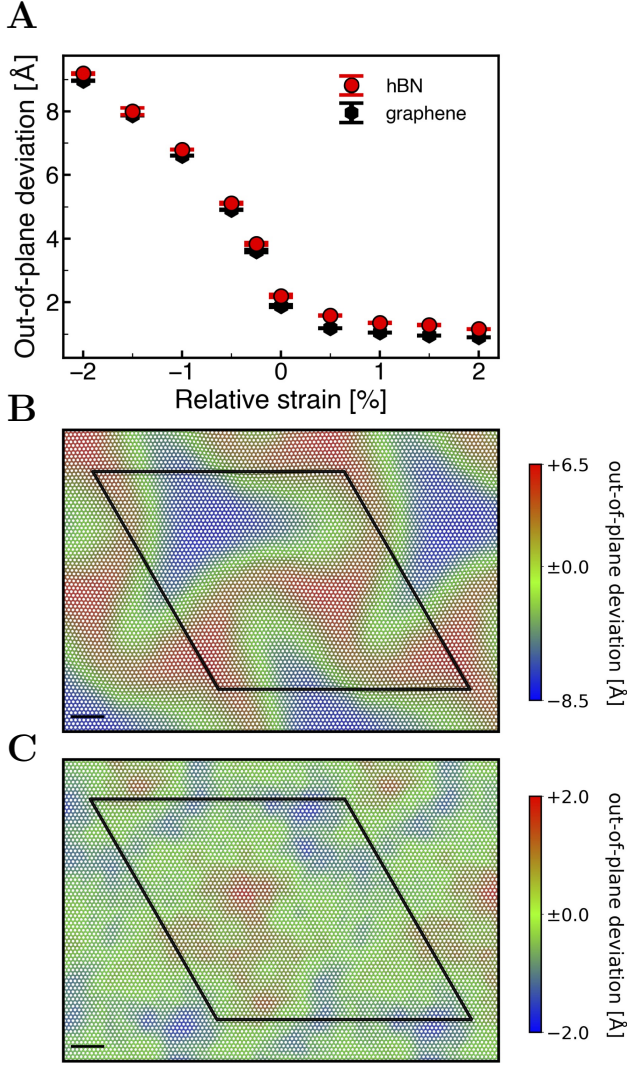 A
Out-of-plane deviation [Å]
8
6
4
2
hBN
graphene
−2
−1
0
1
2
Relative strain [%]
B
+6.5
±0.0
−8.5
out-of-plane deviation [Å]
C
+2.0
±0.0
−2.0
out-of-plane deviation [Å]